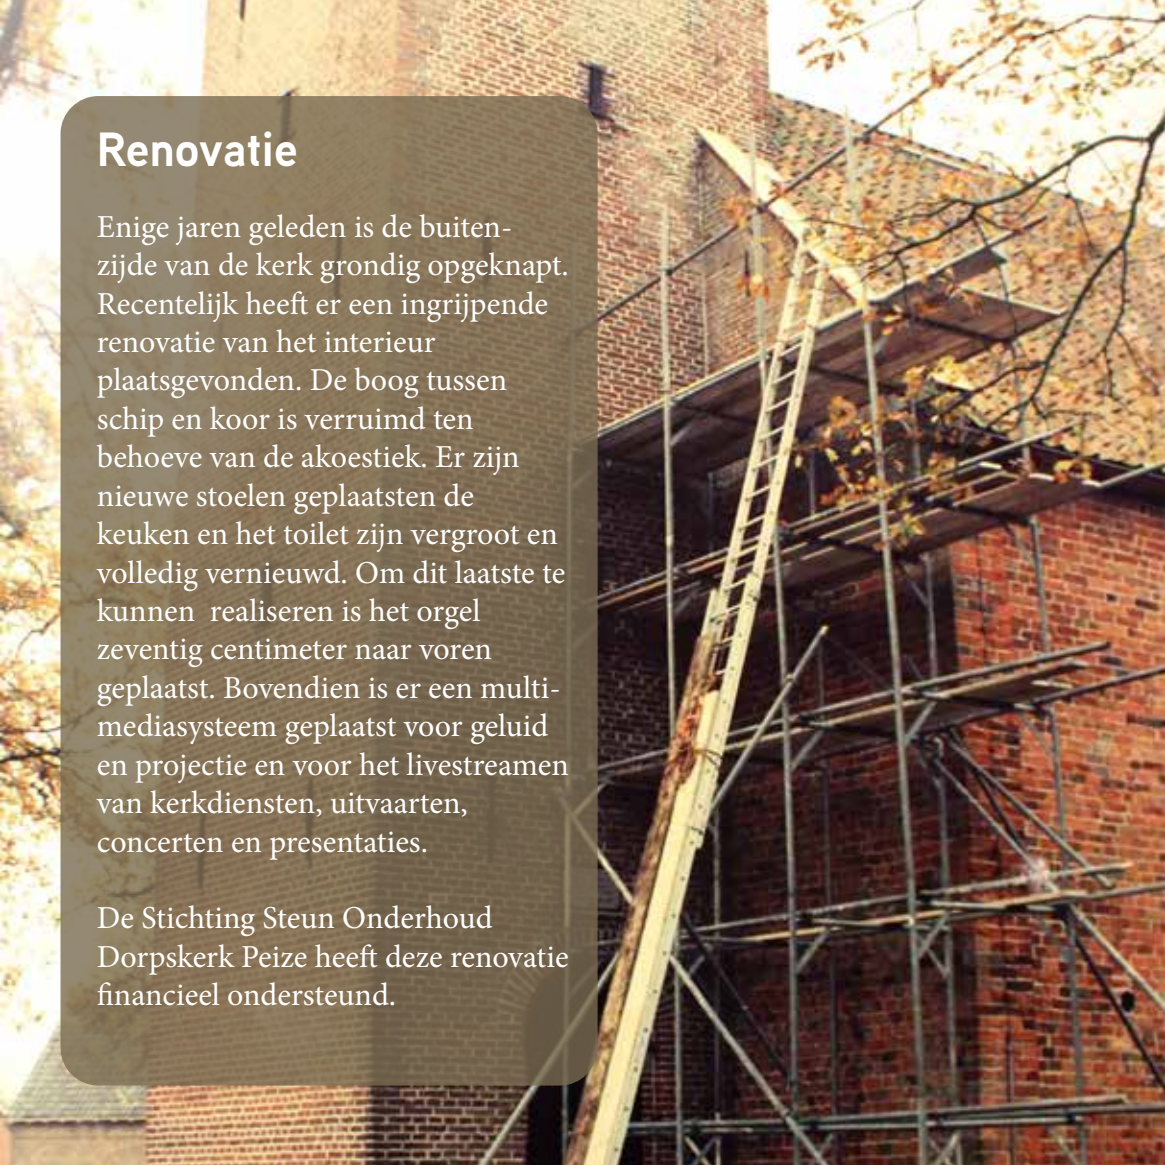 Renovatie
Enige jaren geleden is de buiten-
zijde van de kerk grondig opgeknapt.
Recentelijk heeft er een ingrijpende
renovatie van het interieur
plaatsgevonden. De boog tussen
schip en koor is verruimd ten
behoeve van de akoestiek. Er zijn
nieuwe stoelen geplaatsten de
keuken en het toilet zijn vergroot en
volledig vernieuwd. Om dit laatste te
kunnen  realiseren is het orgel
zeventig centimeter naar voren
geplaatst. Bovendien is er een multi-
mediasysteem geplaatst voor geluid
en projectie en voor het livestreamen
van kerkdiensten, uitvaarten,
concerten en presentaties.
De Stichting Steun Onderhoud
Dorpskerk Peize heeft deze renovatie
financieel ondersteund.